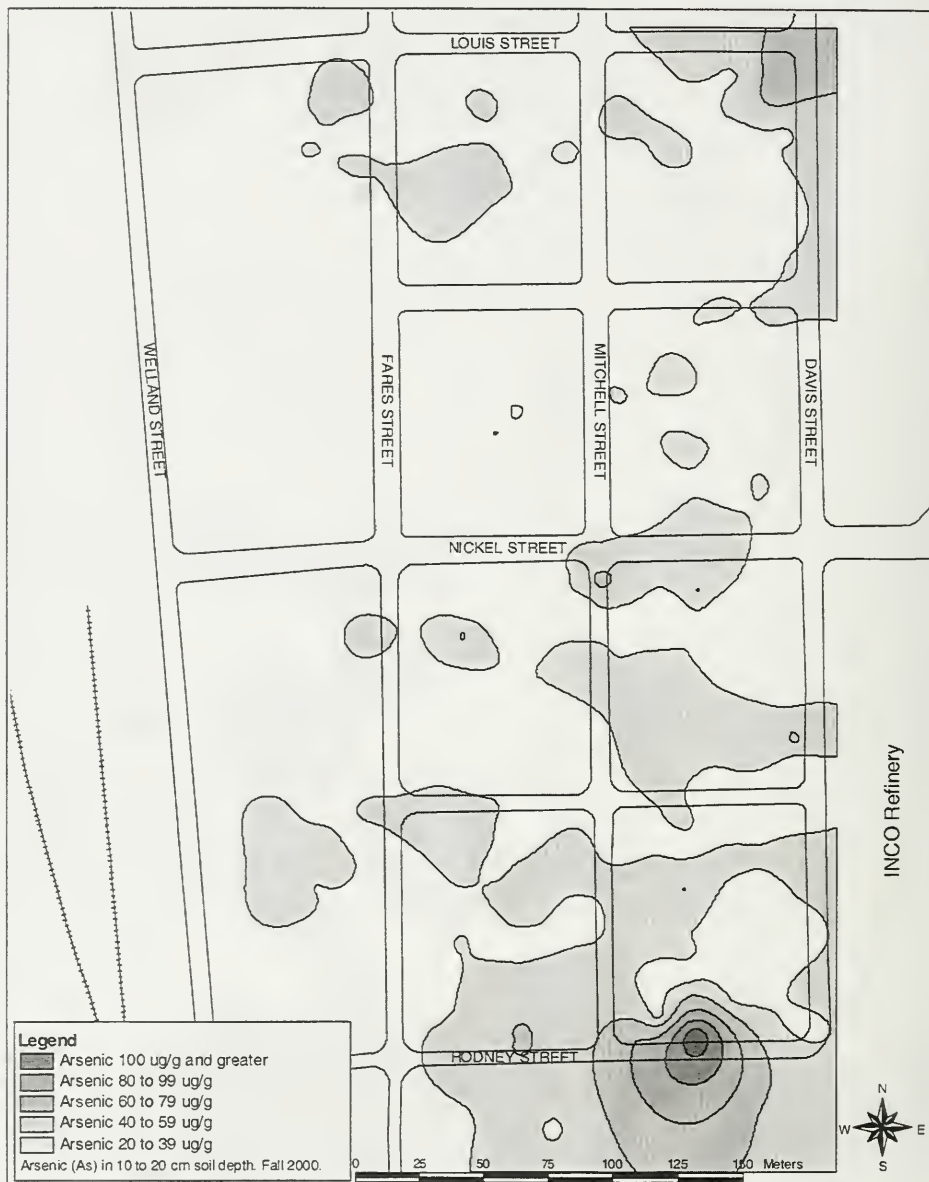 LOUIS STREET
WELLAND STREET
FARES STREET
MITCHELL STREET
DAVIS STREET
NICKEL STREET
INCO Refinery
RODNEY STREET
Legend
Arsenic 100 ug/g and greater
Arsenic 80 to 99 ug/g
Arsenic 60 to 79 ug/g
Arsenic 40 to 59 ug/g
Arsenic 20 to 39 ug/g
Arsenic (As) in 10 to 20 cm soil depth. Fall 2000.
0 25 50 75 100 125 150 Meters
N
W E
S